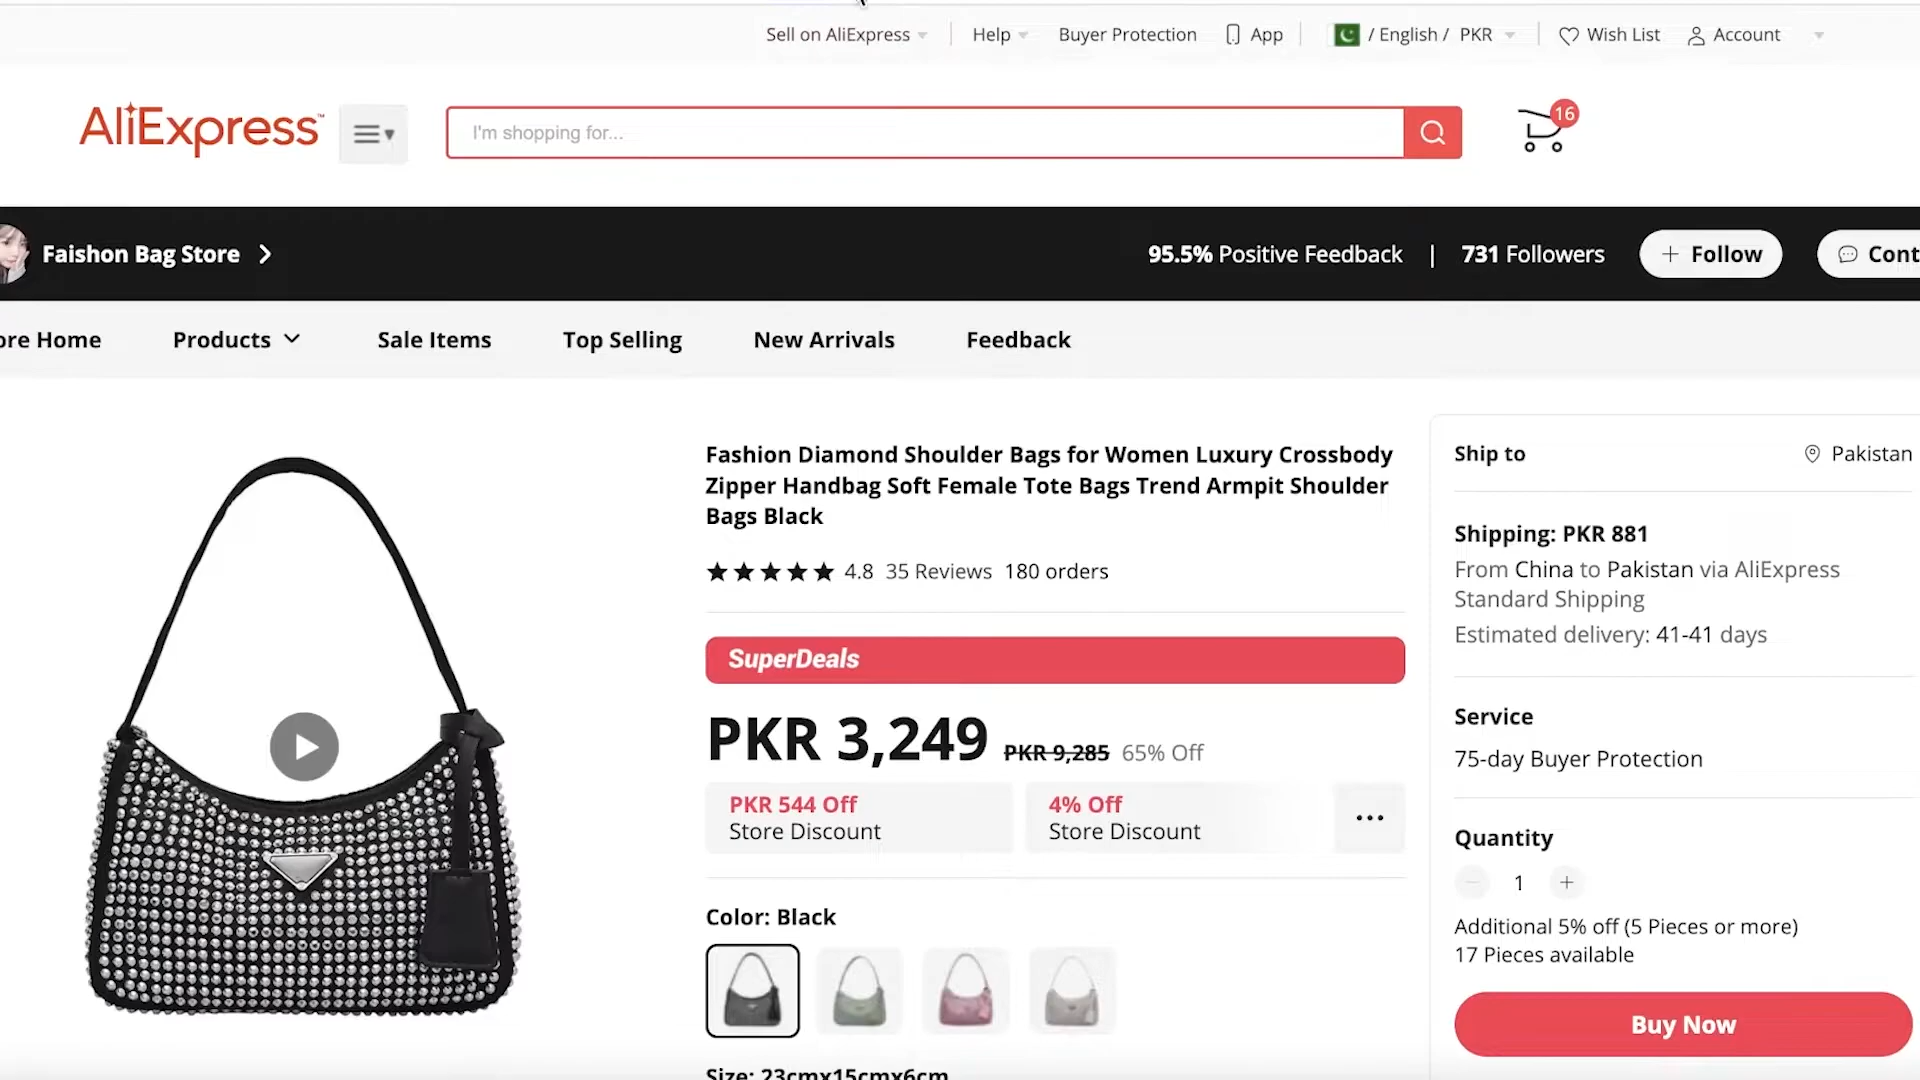 Sell on AliExpress
Help
Buyer Protection
App
/ English / PKR
Wish List
Account
AliExpress™
I'm shopping for...
16
Faishon Bag Store
95.5% Positive Feedback | 731 Followers
+ Follow
Cont
ore Home
Products
Sale Items
Top Selling
New Arrivals
Feedback
Fashion Diamond Shoulder Bags for Women Luxury Crossbody
Zipper Handbag Soft Female Tote Bags Trend Armpit Shoulder
Bags Black
4.8 35 Reviews 180 orders
SuperDeals
PKR 3,249 PKR 9,285 65% Off
PKR 544 Off
Store Discount
4% Off
Store Discount
...
Color: Black
Size: 23cmx15cmx6cm
Ship to
Pakistan
Shipping: PKR 881
From China to Pakistan via AliExpress
Standard Shipping
Estimated delivery: 41-41 days
Service
75-day Buyer Protection
Quantity
1 +
Additional 5% off (5 Pieces or more)
17 Pieces available
Buy Now